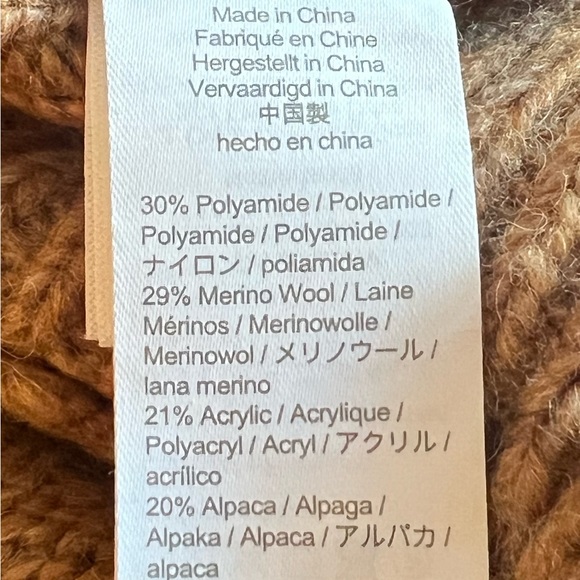 Made in China
Fabriqué en Chine
Hergestellt in China
Vervaardigd in China
中国製
hecho en china
30% Polyamide / Polyamide /
Polyamide / Polyamide /
ナイロン / poliamida
29% Merino Wool / Laine
Mérinos / Merinowolle /
Merinowol / メリノウール /
lana merino
21% Acrylic / Acrylique /
Polyacryl / Acryl / アクリル /
acrílico
20% Alpaca / Alpaga /
Alpaka / Alpaca / アルパカ /
alpaca